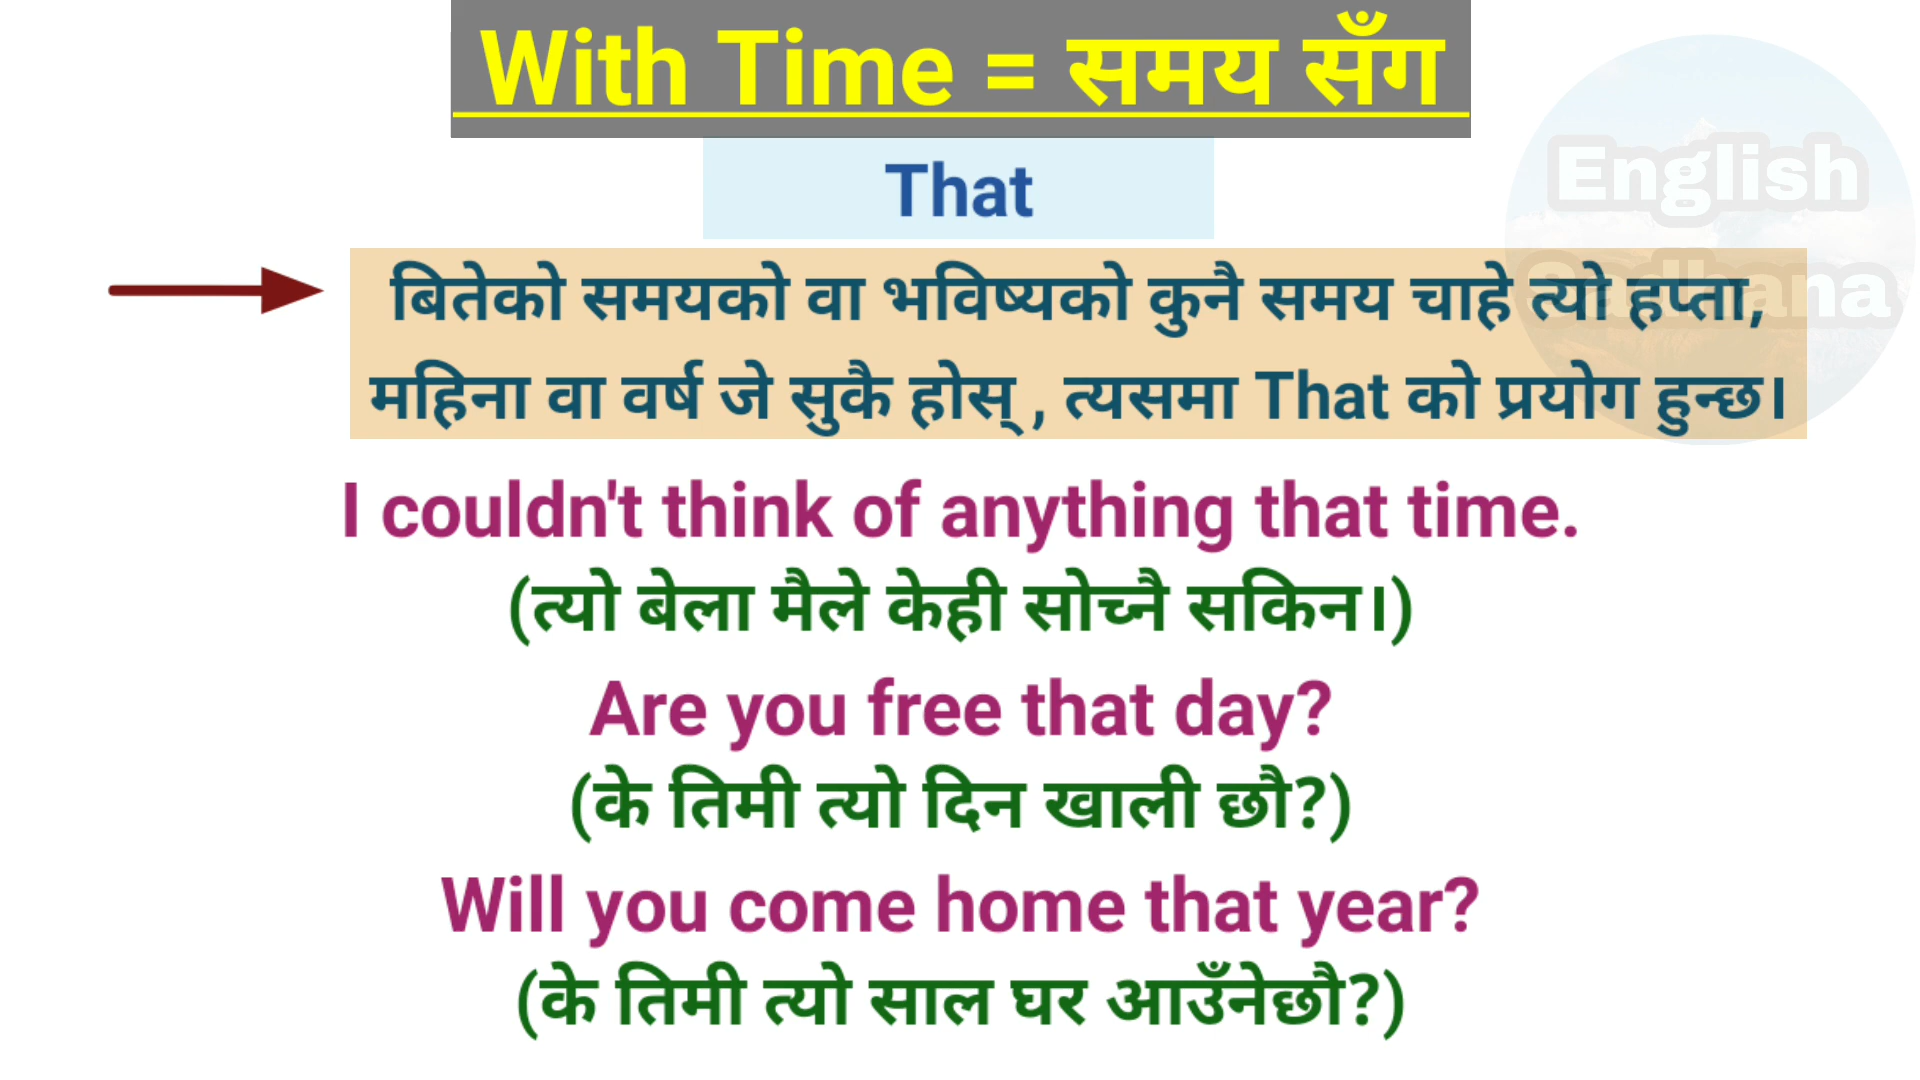 With Time = समय सँग
That
English
Sadhana
बितेको समयको वा भविष्यको कुनै समय चाहे त्यो हप्ता,
महिना वा वर्ष जे सुकै होस् , त्यसमा That को प्रयोग हुन्छ।
I couldn't think of anything that time.
(त्यो बेला मैले केही सोच्नै सकिन।)
Are you free that day?
(के तिमी त्यो दिन खाली छौ?)
Will you come home that year?
(के तिमी त्यो साल घर आउँनेछौ?)